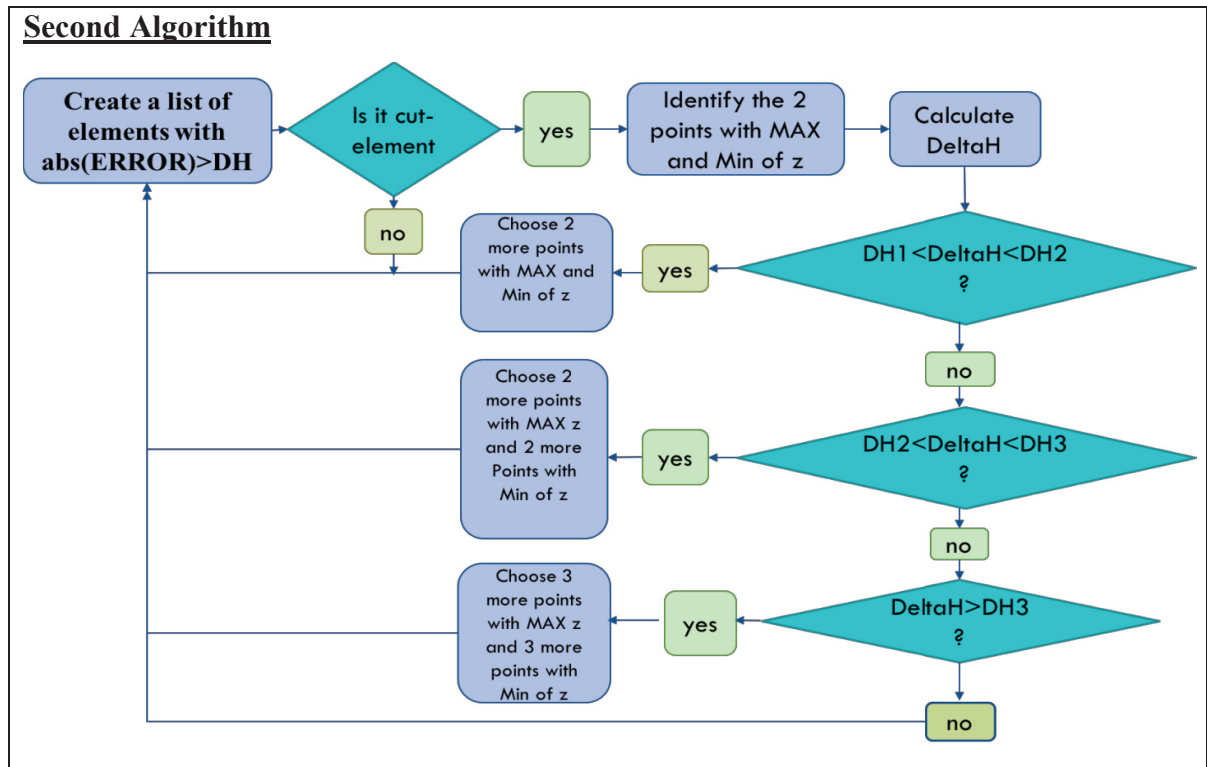 Second Algorithm
Create a list of
elements with
abs(ERROR)>DH
Is it cut-
element
yes
Identify the 2
points with MAX
and Min of z
Calculate
DeltaH
no
Choose 2
more points
with MAX and
Min of z
yes
DH1<DeltaH<DH2
?
no
Choose 2
more points
with MAX z
and 2 more
Points with
Min of z
yes
DH2<DeltaH<DH3
?
no
Choose 3
more points
with MAX z
and 3 more
points with
Min of z
yes
DeltaH>DH3
?
no